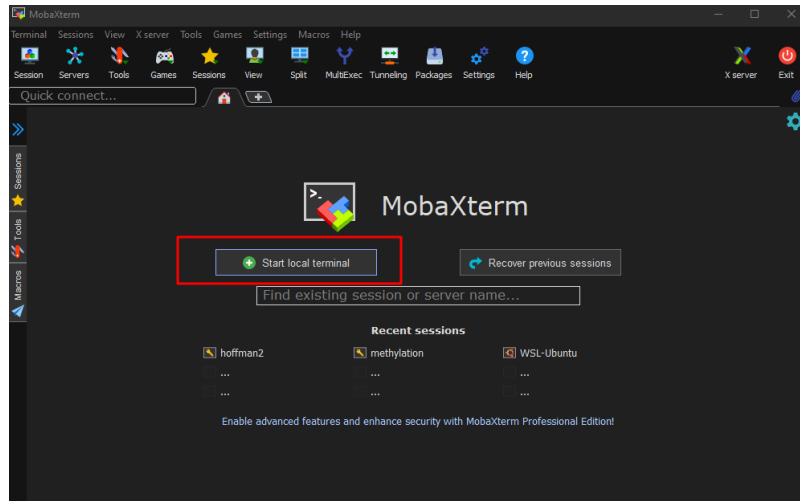 MobaXterm
Terminal Sessions View X server Tools Games Settings Macros Help
Session Servers Tools Games Sessions View Split MultiExec Tunneling Packages Settings Help X server Exit
Quick connect...
Sessions
Tools
Macros
>_
MobaXterm
Start local terminal Recover previous sessions
Find existing session or server name...
Recent sessions
hoffman2 methylation WSL-Ubuntu
... ... ...
... ... ...
Enable advanced features and enhance security with MobaXterm Professional Edition!